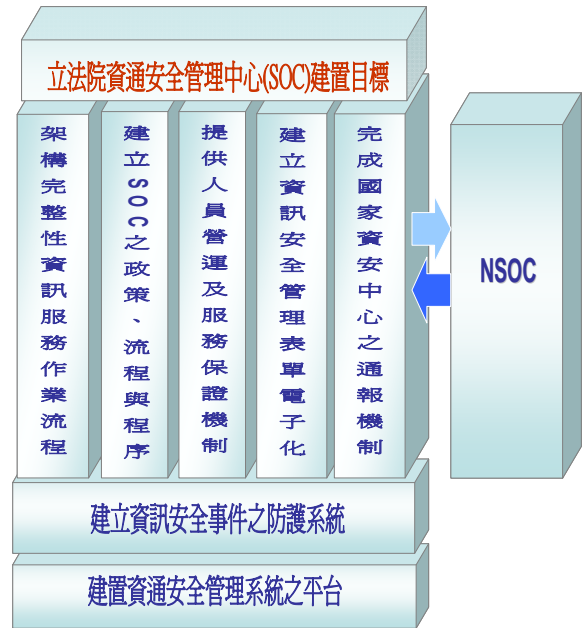 立法院資通安全管理中心(SOC)建置目標
架構完整性資訊服務作業流程
建立SOC之政策、流程與程序
提供人員營運及服務保證機制
建立資訊安全管理表單電子化
完成國家資安中心之通報機制
NSOC
建立資訊安全事件之防護系統
建置資通安全管理系統之平台